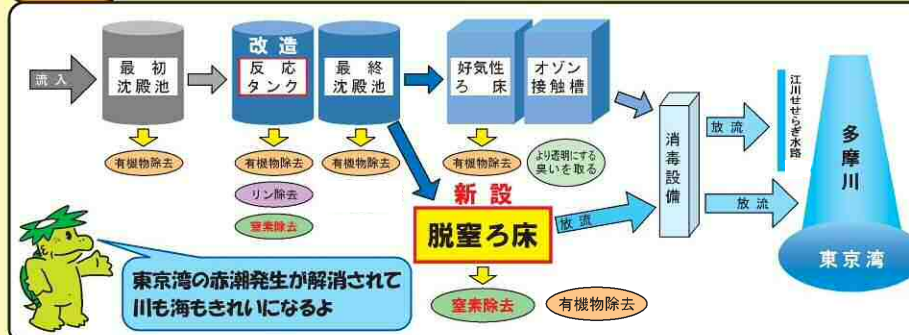 流入
最初
沈殿池
有機物除去
改造
反応
タンク
有機物除去
リン除去
窒素除去
最終
沈殿池
有機物除去
好気性
ろ床
有機物除去
オゾン
接触槽
より透明にする
臭いを取る
新設
脱窒ろ床
窒素除去
有機物除去
放流
消毒設備
放流
放流
江川せせらぎ水路
多摩川
東京湾
東京湾の赤潮発生が解消されて
川も海もきれいになるよ